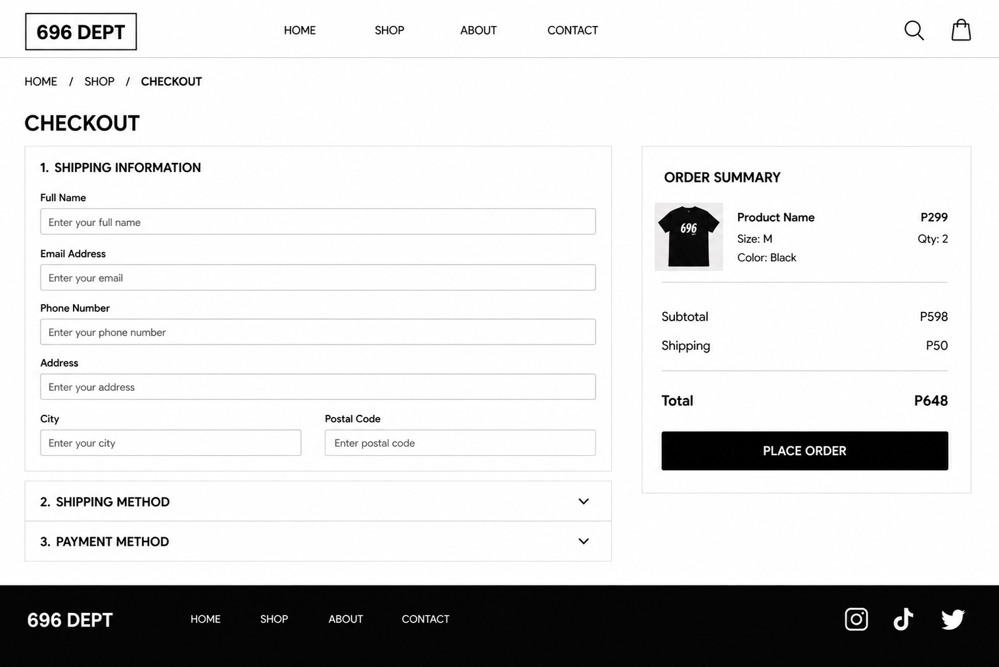 696 DEPT
HOME SHOP ABOUT CONTACT
HOME / SHOP / CHECKOUT
CHECKOUT
1. SHIPPING INFORMATION
Full Name
Enter your full name
Email Address
Enter your email
Phone Number
Enter your phone number
Address
Enter your address
City
Enter your city
Postal Code
Enter postal code
2. SHIPPING METHOD
3. PAYMENT METHOD
ORDER SUMMARY
696
Product Name P299
Size: M Qty: 2
Color: Black
Subtotal P598
Shipping P50
Total P648
PLACE ORDER
696 DEPT
HOME SHOP ABOUT CONTACT